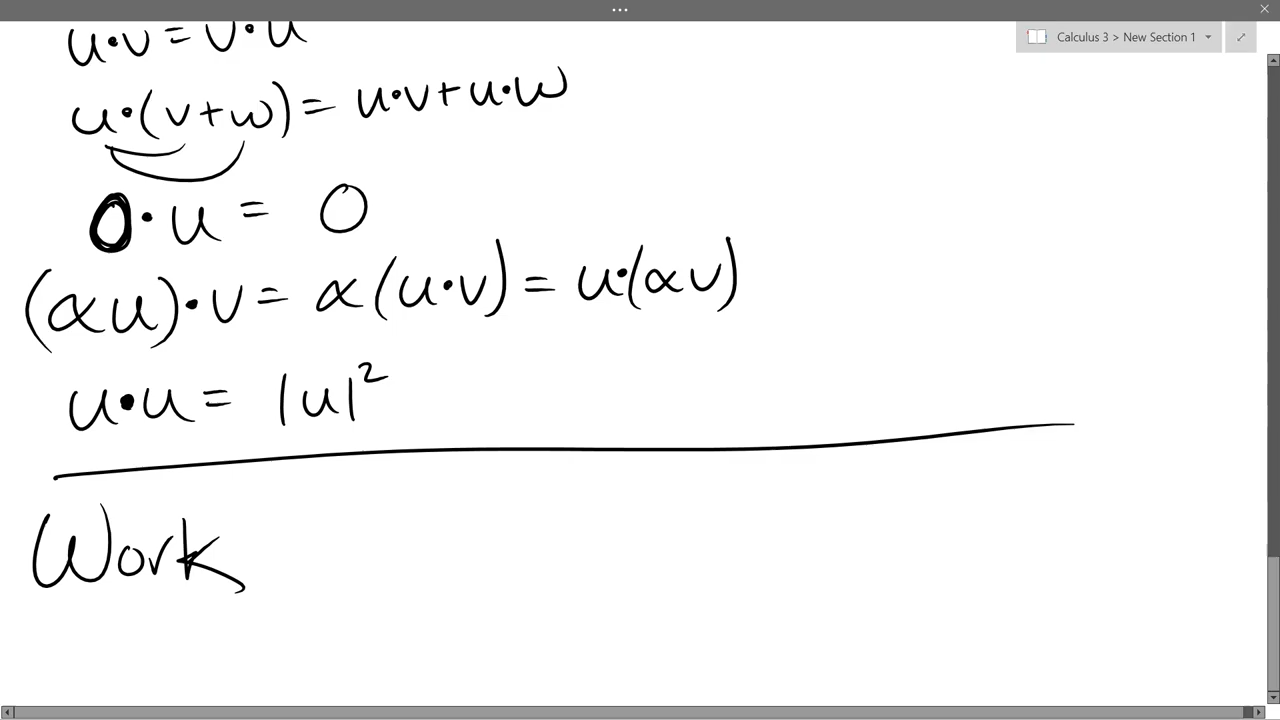 ...
Calculus 3 > New Section 1
u·v = v·u
u·(v+w) = u·v+u·w
0·u = 0
(αu)·v = α(u·v) = u·(αv)
u·u = |u|²
Work